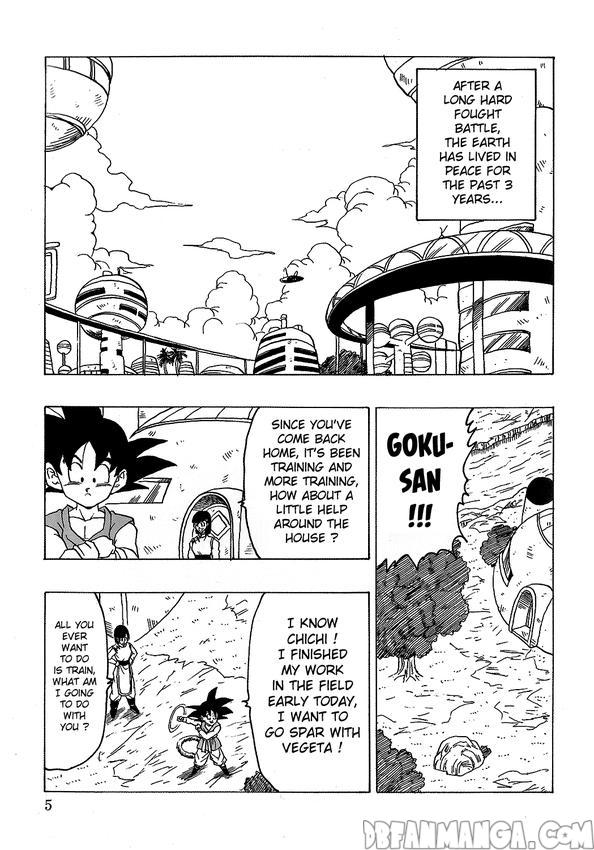 AFTER A
LONG HARD
FOUGHT
BATTLE,
THE EARTH
HAS LIVED IN
PEACE FOR
THE PAST 3
YEARS...
GOKU-
SAN
!!!
SINCE YOU'VE
COME BACK
HOME, IT'S BEEN
TRAINING AND
MORE TRAINING,
HOW ABOUT A
LITTLE HELP
AROUND THE
HOUSE ?
I KNOW
CHICHI !
I FINISHED
MY WORK
IN THE FIELD
EARLY TODAY,
I WANT TO
GO SPAR WITH
VEGETA !
ALL YOU
EVER
WANT TO
DO IS TRAIN,
WHAT AM I
GOING TO
DO WITH
YOU ?
5
DBFANMANGA.COM